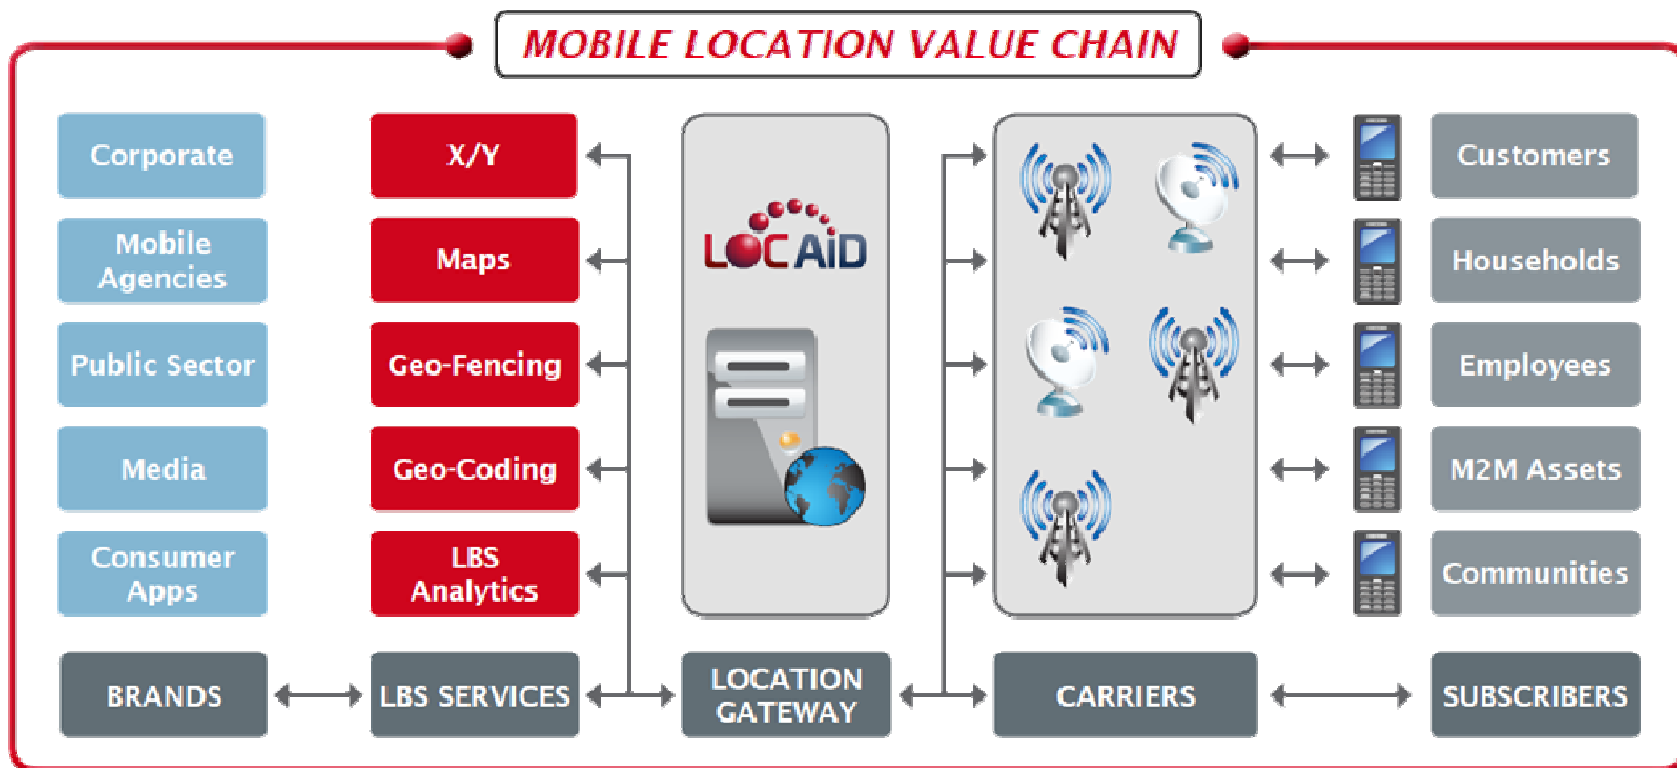 MOBILE LOCATION VALUE CHAIN
Corporate
Mobile
Agencies
Public Sector
Media
Consumer
Apps
BRANDS
X/Y
Maps
Geo-Fencing
Geo-Coding
LBS
Analytics
LBS SERVICES
LOCAiD
LOCATION
GATEWAY
CARRIERS
Customers
Households
Employees
M2M Assets
Communities
SUBSCRIBERS